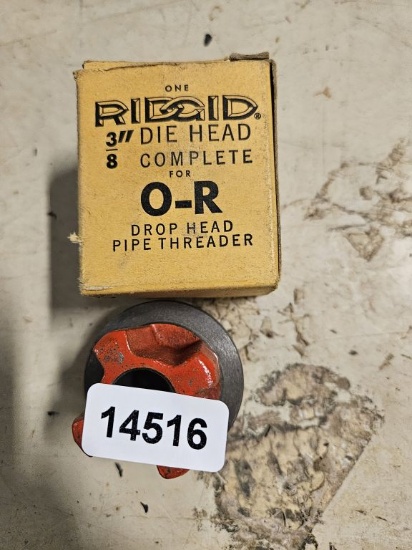 ONE
RIDGID®
3/8" DIE HEAD
COMPLETE
FOR
O-R
DROP HEAD
PIPE THREADER
14516